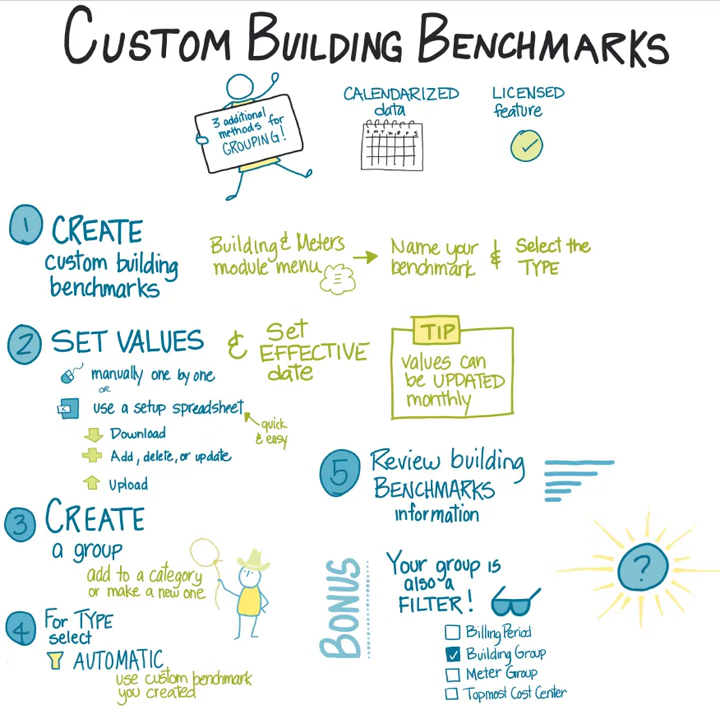 CUSTOM BUILDING BENCHMARKS
3 additional
methods for
GROUPING!
CALENDARIZED
data
S M T W T F S
LICENSED
feature
1
CREATE
custom building
benchmarks
Building & Meters
module menu
Name your
benchmark
&
Select the
TYPE
2
SET VALUES
& Set
EFFECTIVE
date
manually one by one
or
use a setup spreadsheet
quick
& easy
Download
Add, delete, or update
Upload
TIP
values can
be UPDATED
monthly
3
CREATE
a group
add to a category
or make a new one
4
For TYPE
select
AUTOMATIC
use custom benchmark
you created
5
Review building
BENCHMARKS
information
?
BONUS
Your group is
also a
FILTER!
Billing Period
Building Group
Meter Group
Topmost Cost Center